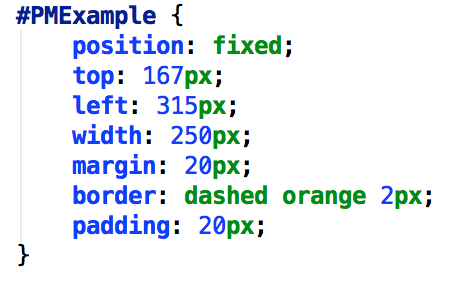 #PMExample {
    position: fixed;
    top: 167px;
    left: 315px;
    width: 250px;
    margin: 20px;
    border: dashed orange 2px;
    padding: 20px;
}